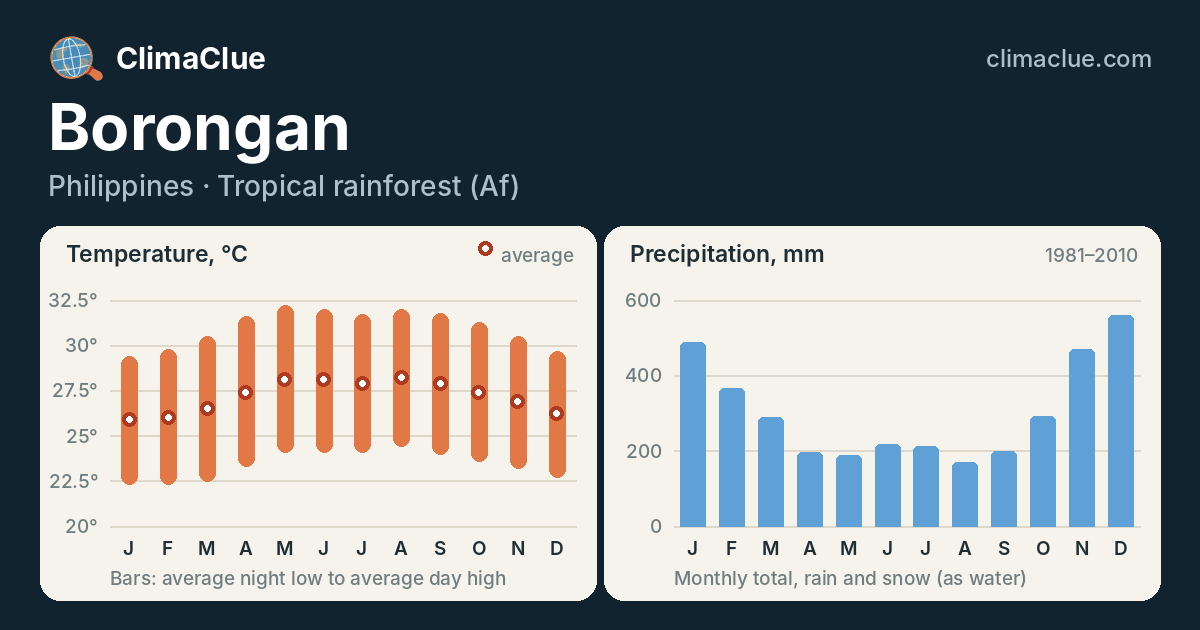 ClimaClue
climaclue.com
Borongan
Philippines · Tropical rainforest (Af)
Temperature, °C
average
32.5°
30°
27.5°
25°
22.5°
20°
J F M A M J J A S O N D
Bars: average night low to average day high
Precipitation, mm
1981–2010
600
400
200
0
J F M A M J J A S O N D
Monthly total, rain and snow (as water)